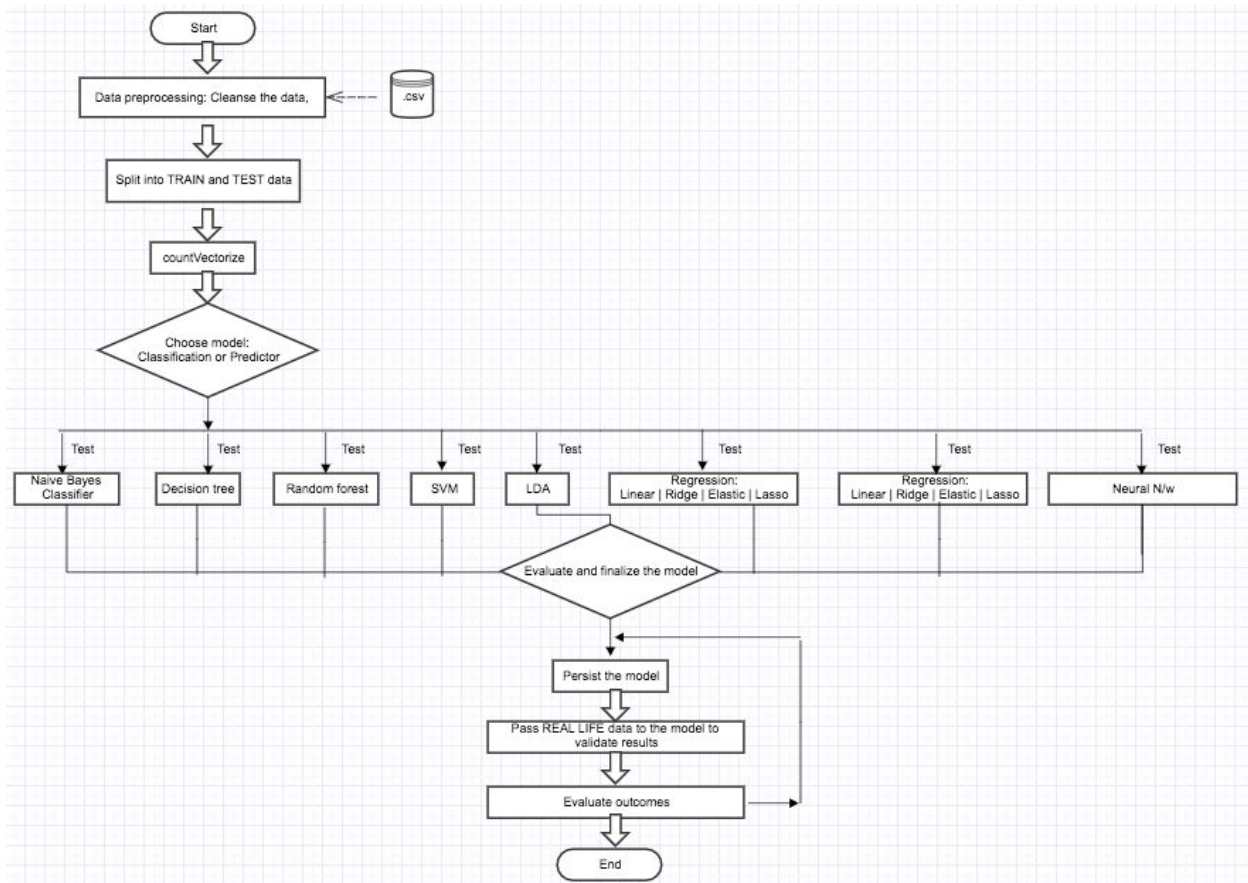 Start
Data preprocessing: Cleanse the data,
.csv
Split into TRAIN and TEST data
countVectorize
Choose model:
Classification or Predictor
Test
Test
Test
Test
Test
Test
Test
Test
Naive Bayes
Classifier
Decision tree
Random forest
SVM
LDA
Regression:
Linear | Ridge | Elastic | Lasso
Regression:
Linear | Ridge | Elastic | Lasso
Neural N/w
Evaluate and finalize the model
Persist the model
Pass REAL LIFE data to the model to
validate results
Evaluate outcomes
End